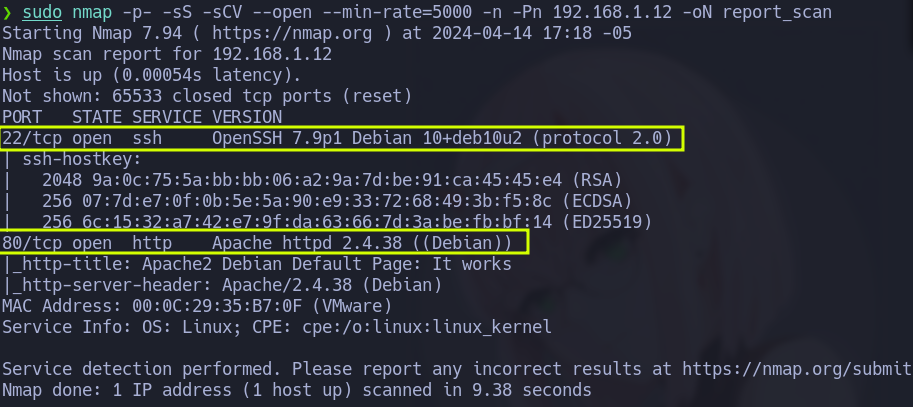 ❯ sudo nmap -p- -sS -sCV --open --min-rate=5000 -n -Pn 192.168.1.12 -oN report_scan
Starting Nmap 7.94 ( https://nmap.org ) at 2024-04-14 17:18 -05
Nmap scan report for 192.168.1.12
Host is up (0.00054s latency).
Not shown: 65533 closed tcp ports (reset)
PORT   STATE SERVICE VERSION
22/tcp open  ssh     OpenSSH 7.9p1 Debian 10+deb10u2 (protocol 2.0)
| ssh-hostkey:
|   2048 9a:0c:75:5a:bb:bb:06:a2:9a:7d:be:91:ca:45:45:e4 (RSA)
|   256 07:7d:e7:0f:0b:5e:5a:90:e9:33:72:68:49:3b:f5:8c (ECDSA)
|   256 6c:15:32:a7:42:e7:9f:da:63:66:7d:3a:be:fb:bf:14 (ED25519)
80/tcp open  http    Apache httpd 2.4.38 ((Debian))
|_http-title: Apache2 Debian Default Page: It works
|_http-server-header: Apache/2.4.38 (Debian)
MAC Address: 00:0C:29:35:B7:0F (VMware)
Service Info: OS: Linux; CPE: cpe:/o:linux:linux_kernel
Service detection performed. Please report any incorrect results at https://nmap.org/submit
Nmap done: 1 IP address (1 host up) scanned in 9.38 seconds